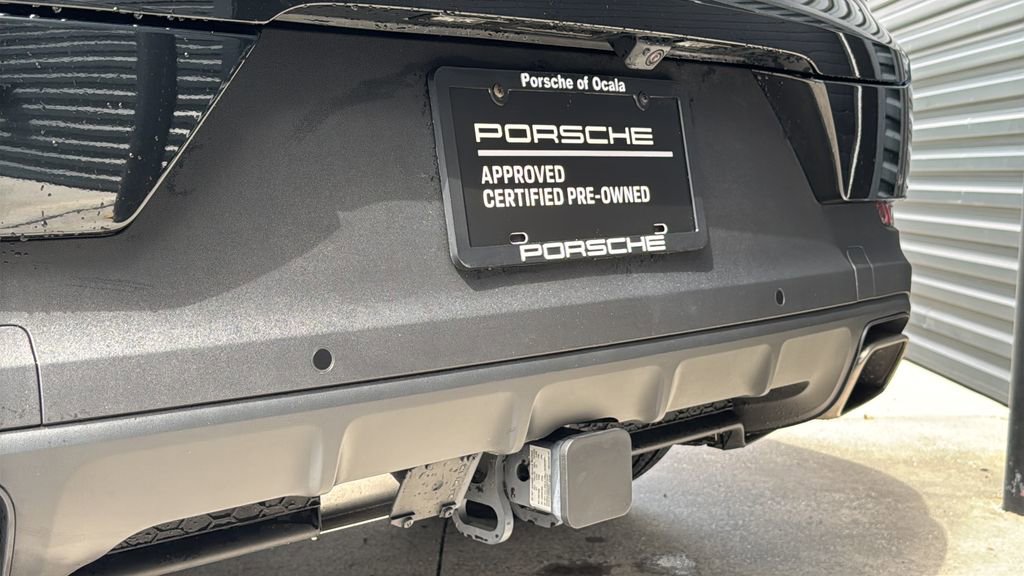 Porsche of Ocala
PORSCHE
APPROVED
CERTIFIED PRE-OWNED
PORSCHE